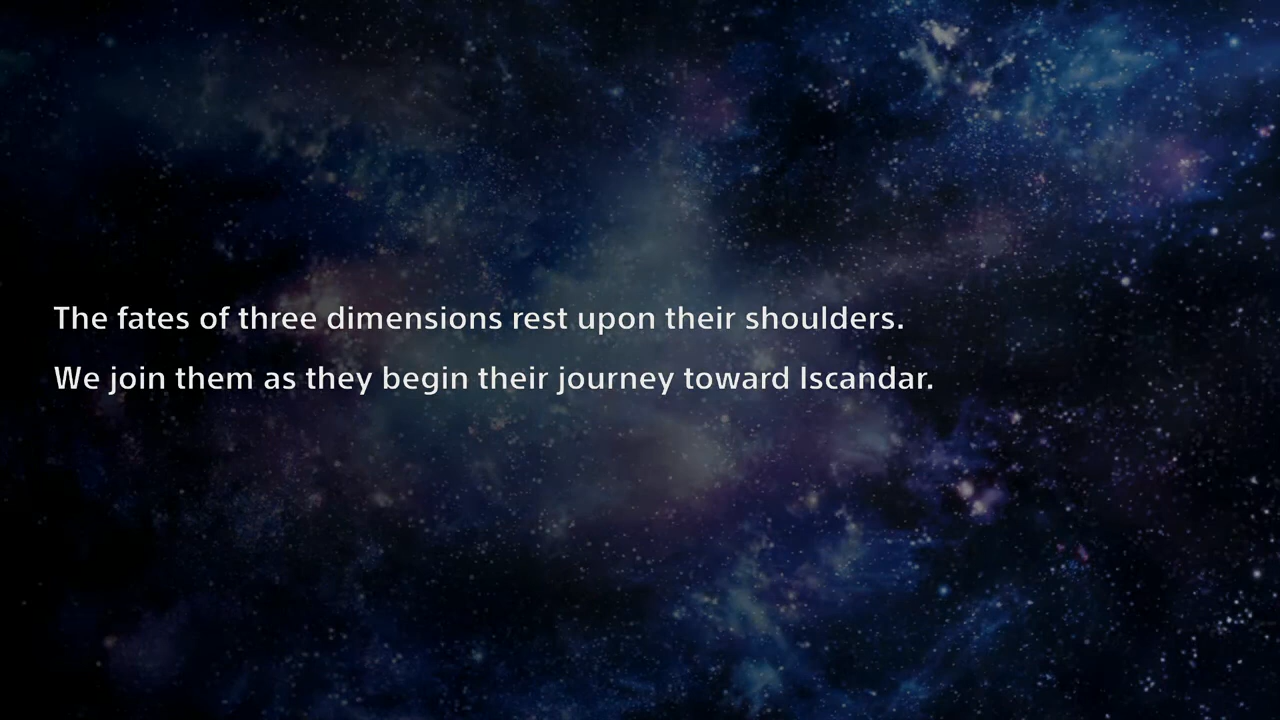 The fates of three dimensions rest upon their shoulders.
We join them as they begin their journey toward Iscandar.